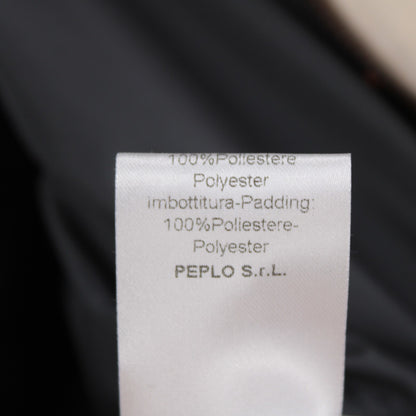 100%Poliestere
Polyester
Imbottitura-Padding:
100%Poliestere-
Polyester
PEPLO S.r.L.